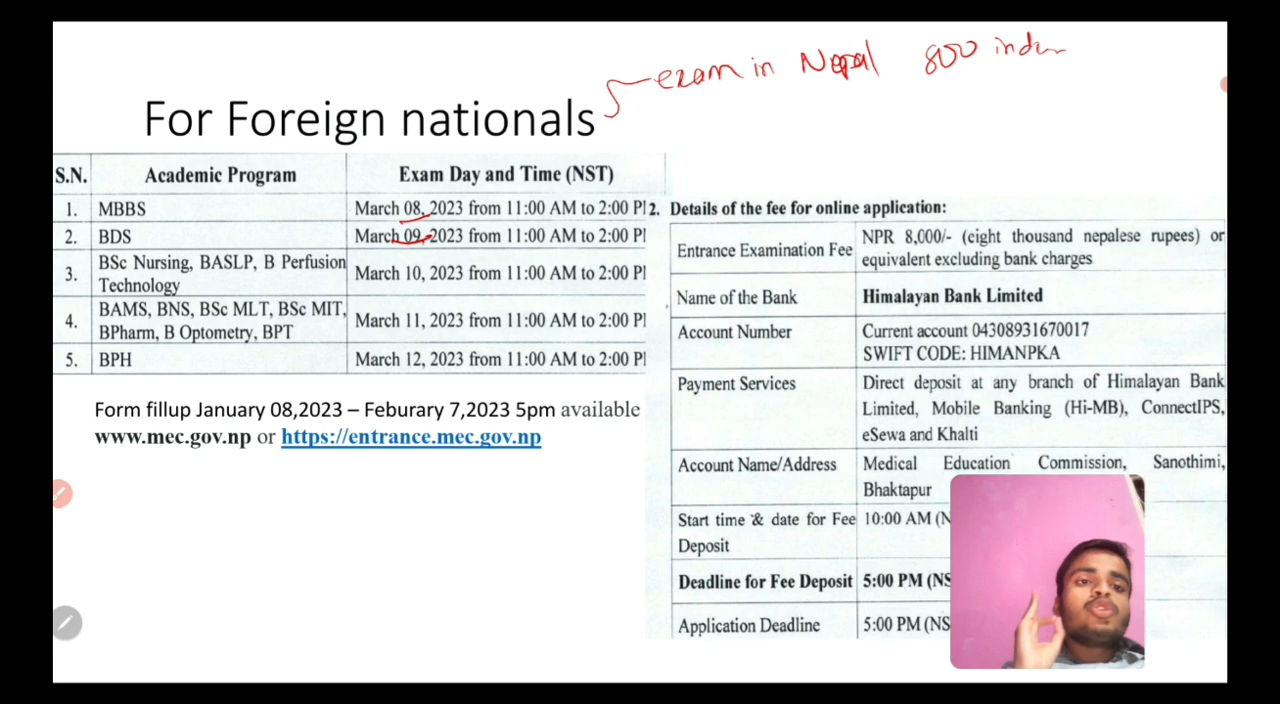 exam in Nepal 800
For Foreign nationals
S.N. Academic Program Exam Day and Time (NST)
1. MBBS March 08, 2023 from 11:00 AM to 2:00 P
2. BDS March 09, 2023 from 11:00 AM to 2:00 P
3. BSc Nursing, BASLP, B Perfusion Technology March 10, 2023 from 11:00 AM to 2:00 P
4. BAMS, BNS, BSc MLT, BSc MIT, BPharm, B Optometry, BPT March 11, 2023 from 11:00 AM to 2:00 P
5. BPH March 12, 2023 from 11:00 AM to 2:00 P
Form fillup January 08,2023 – Feburary 7,2023 5pm available
www.mec.gov.np or https://entrance.mec.gov.np
2. Details of the fee for online application:
Entrance Examination Fee NPR 8,000/- (eight thousand nepalese rupees) or
equivalent excluding bank charges
Name of the Bank Himalayan Bank Limited
Account Number Current account 04308931670017
SWIFT CODE: HIMANPKA
Payment Services Direct deposit at any branch of Himalayan Bank
Limited, Mobile Banking (Hi-MB), ConnectIPS,
eSewa and Khalti
Account Name/Address Medical Education Commission, Sanothimi,
Bhaktapur
Start time & date for Fee 10:00 AM (N
Deposit
Deadline for Fee Deposit 5:00 PM (NS
Application Deadline 5:00 PM (NS